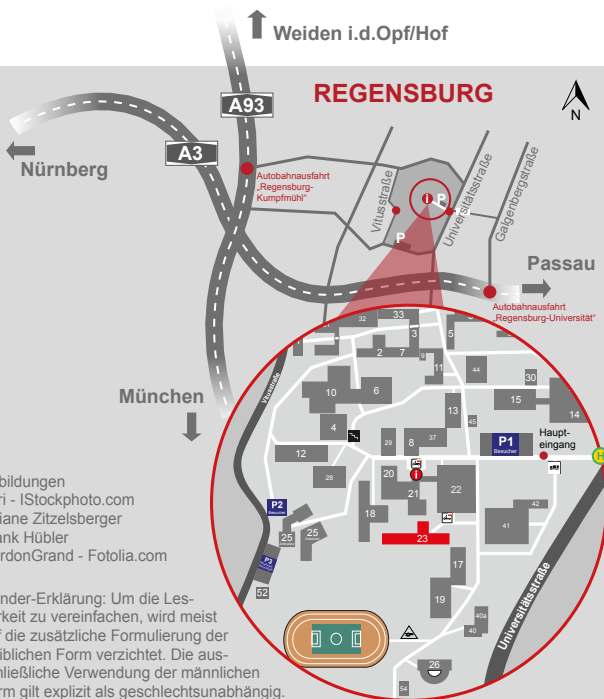 Weiden i.d.Opf/Hof
REGENSBURG
N
A93
A3
Nürnberg
Autobahnausfahrt
„Regensburg-
Kumpfmühl“
Vitusstraße
Universitätsstraße
Galgenbergstraße
i
P
P
Passau
Autobahnausfahrt
„Regensburg-Universität“
München
32
33
3
5
2
7
9
11
44
30
10
6
15
14
13
4
45
29
8
37
P1
Besucher
Haupt-
eingang
H
12
28
20
i
21
22
42
41
18
23
P2
Besucher
25
25
P3
52
17
19
40a
40
26
54
Vitusstraße
Universitätsstraße
bildungen
ri - IStockphoto.com
iane Zitzelsberger
ank Hübler
rdonGrand - Fotolia.com
nder-Erklärung: Um die Les-
rkeit zu vereinfachen, wird meist
f die zusätzliche Formulierung der
iblichen Form verzichtet. Die aus-
hließliche Verwendung der männlichen
rm gilt explizit als geschlechtsunabhängig.